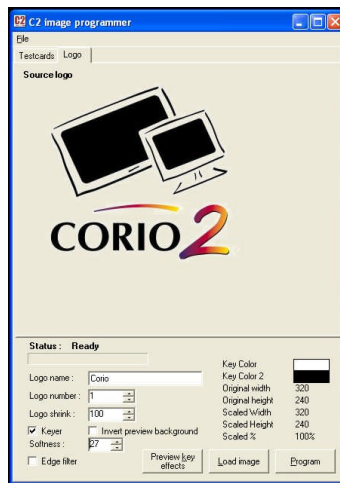 C2 C2 image programmer
File
Testcards Logo
Source logo
CORIO2
Status : Ready
Logo name : Corio
Logo number : 1
Logo shrink : 100
Keyer Invert preview background
Softness : 27
Edge filter
Key Color
Key Color 2
Original width 320
Original height 240
Scaled Width 320
Scaled Height 240
Scaled % 100%
Preview key effects
Load image
Program